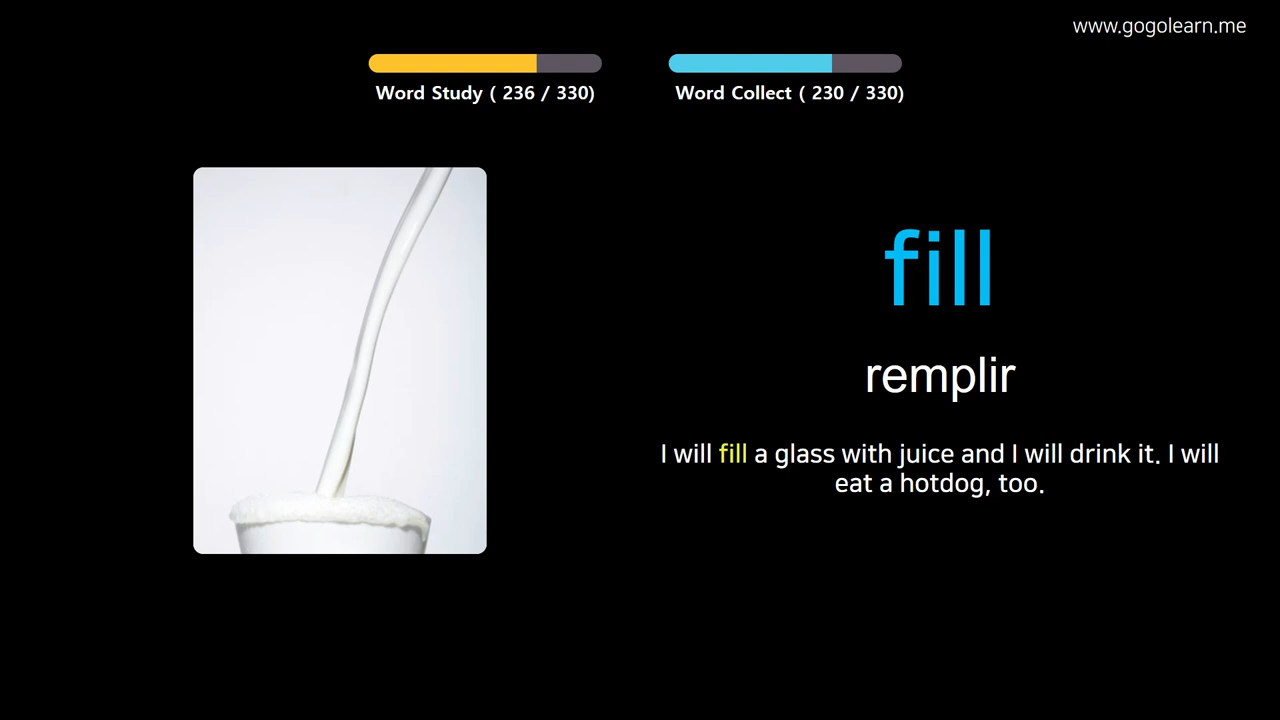 www.gogolearn.me
Word Study ( 236 / 330)
Word Collect ( 230 / 330)
fill
remplir
I will fill a glass with juice and I will drink it. I will
eat a hotdog, too.